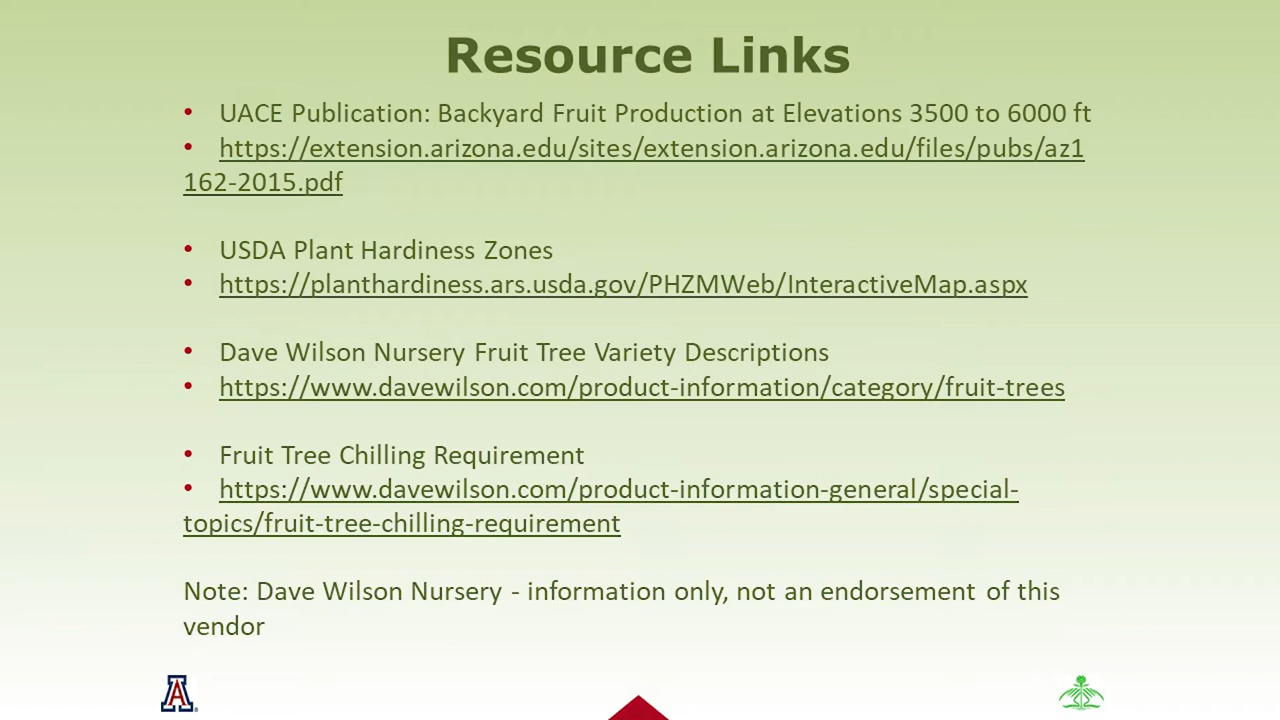 Resource Links
• UACE Publication: Backyard Fruit Production at Elevations 3500 to 6000 ft
• https://extension.arizona.edu/sites/extension.arizona.edu/files/pubs/az1
162-2015.pdf
• USDA Plant Hardiness Zones
• https://planthardiness.ars.usda.gov/PHZMWeb/InteractiveMap.aspx
• Dave Wilson Nursery Fruit Tree Variety Descriptions
• https://www.davewilson.com/product-information/category/fruit-trees
• Fruit Tree Chilling Requirement
• https://www.davewilson.com/product-information-general/special-
topics/fruit-tree-chilling-requirement
Note: Dave Wilson Nursery - information only, not an endorsement of this
vendor
A